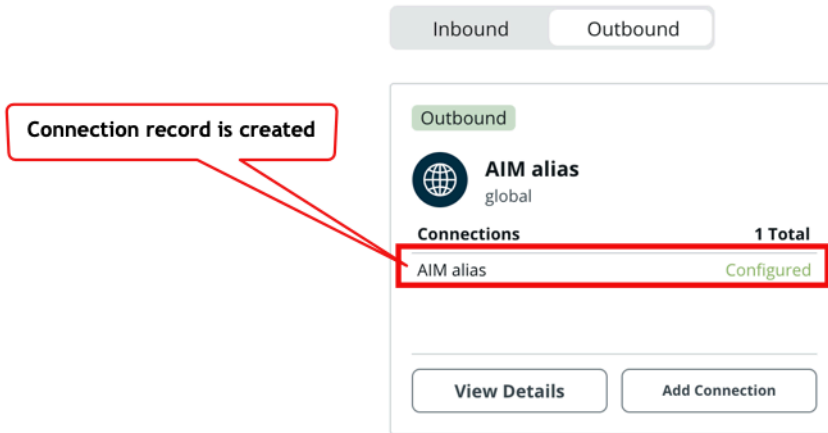 Inbound Outbound
Outbound
Connection record is created
AIM alias
global
Connections 1 Total
AIM alias Configured
View Details Add Connection